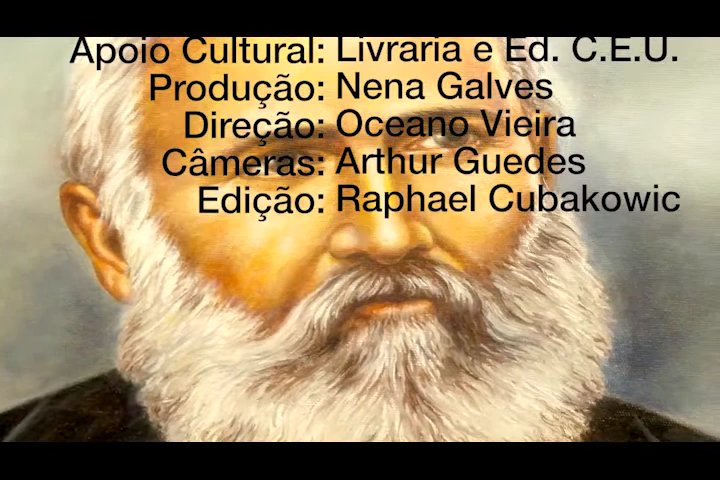 Apoio Cultural: Livraria e Ed. C.E.U.
Produção: Nena Galves
Direção: Oceano Vieira
Câmeras: Arthur Guedes
Edição: Raphael Cubakowic